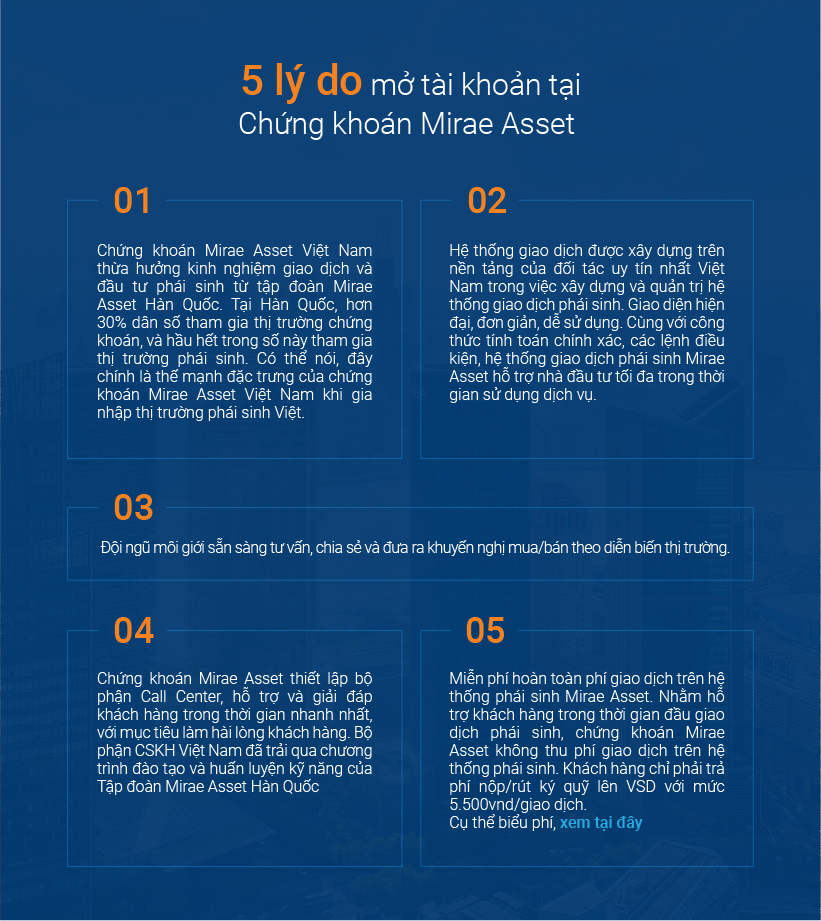 5 lý do mở tài khoản tại
Chứng khoán Mirae Asset
01
Chứng khoán Mirae Asset Việt Nam
thừa hưởng kinh nghiệm giao dịch và
đầu tư phái sinh từ tập đoàn Mirae
Asset Hàn Quốc. Tại Hàn Quốc, hơn
30% dân số tham gia thị trường chứng
khoán, và hầu hết trong số này tham gia
thị trường phái sinh. Có thể nói, đây
chính là thế mạnh đặc trưng của chứng
khoán Mirae Asset Việt Nam khi gia
nhập thị trường phái sinh Việt.
02
Hệ thống giao dịch được xây dựng trên
nền tảng của đối tác uy tín nhất Việt
Nam trong việc xây dựng và quản trị hệ
thống giao dịch phái sinh. Giao diện hiện
đại, đơn giản, dễ sử dụng. Cùng với công
thức tính toán chính xác, các lệnh điều
kiện, hệ thống giao dịch phái sinh Mirae
Asset hỗ trợ nhà đầu tư tối đa trong thời
gian sử dụng dịch vụ.
03
Đội ngũ môi giới sẵn sàng tư vấn, chia sẻ và đưa ra khuyến nghị mua/bán theo diễn biến thị trường.
04
Chứng khoán Mirae Asset thiết lập bộ
phận Call Center, hỗ trợ và giải đáp
khách hàng trong thời gian nhanh nhất,
với mục tiêu làm hài lòng khách hàng. Bộ
phận CSKH Việt Nam đã trải qua chương
trình đào tạo và huấn luyện kỹ năng của
Tập đoàn Mirae Asset Hàn Quốc
05
Miễn phí hoàn toàn phí giao dịch trên hệ
thống phái sinh Mirae Asset. Nhằm hỗ
trợ khách hàng trong thời gian đầu giao
dịch phái sinh, chứng khoán Mirae
Asset không thu phí giao dịch trên hệ
thống phái sinh. Khách hàng chỉ phải trả
phí nộp/rút ký quỹ lên VSD với mức
5.500vnd/giao dịch.
Cụ thể biểu phí, xem tại đây